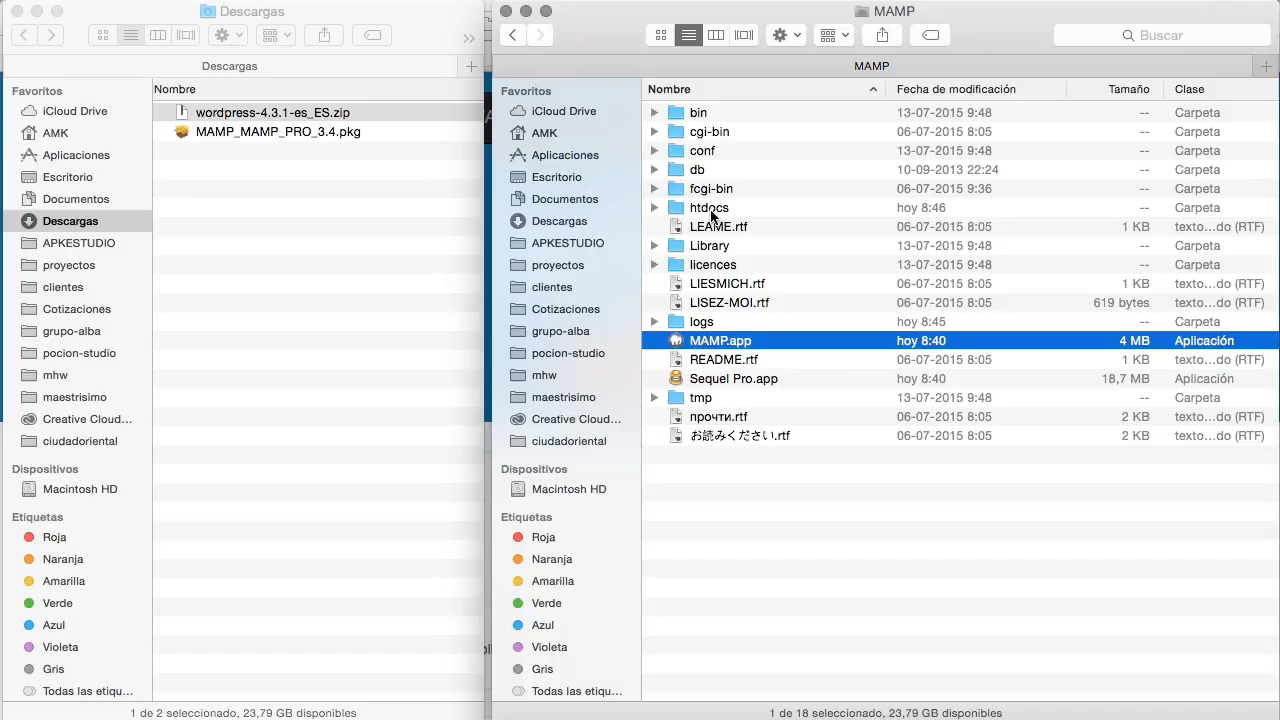 Descargas
Descargas
Favoritos
iCloud Drive
AMK
Aplicaciones
Escritorio
Documentos
Descargas
APKESTUDIO
proyectos
clientes
Cotizaciones
grupo-alba
pocion-studio
mhw
maestrisimo
Creative Cloud...
ciudadoriental
Dispositivos
Macintosh HD
Etiquetas
Roja
Naranja
Amarilla
Verde
Azul
Violeta
Gris
Todas las etiqu...
Nombre
wordpress-4.3.1-es_ES.zip
MAMP_MAMP_PRO_3.4.pkg
1 de 2 seleccionado, 23,79 GB disponibles
MAMP
Buscar
MAMP
Favoritos
iCloud Drive
AMK
Aplicaciones
Escritorio
Documentos
Descargas
APKESTUDIO
proyectos
clientes
Cotizaciones
grupo-alba
pocion-studio
mhw
maestrisimo
Creative Cloud...
ciudadoriental
Dispositivos
Macintosh HD
Etiquetas
Roja
Naranja
Amarilla
Verde
Azul
Violeta
Gris
Todas las etiqu...
Nombre Fecha de modificación Tamaño Clase
bin 13-07-2015 9:48 -- Carpeta
cgi-bin 06-07-2015 8:05 -- Carpeta
conf 13-07-2015 9:48 -- Carpeta
db 10-09-2013 22:24 -- Carpeta
fcgi-bin 06-07-2015 9:36 -- Carpeta
htdocs hoy 8:46 -- Carpeta
LEAME.rtf 06-07-2015 8:05 1 KB texto...do (RTF)
Library 13-07-2015 9:48 -- Carpeta
licences 13-07-2015 9:48 -- Carpeta
LIESMICH.rtf 06-07-2015 8:05 1 KB texto...do (RTF)
LISEZ-MOI.rtf 06-07-2015 8:05 619 bytes texto...do (RTF)
logs hoy 8:45 -- Carpeta
MAMP.app hoy 8:40 4 MB Aplicación
README.rtf 06-07-2015 8:05 1 KB texto...do (RTF)
Sequel Pro.app hoy 8:40 18,7 MB Aplicación
tmp 13-07-2015 9:48 -- Carpeta
прочти.rtf 06-07-2015 8:05 2 KB texto...do (RTF)
お読みください.rtf 06-07-2015 8:05 2 KB texto...do (RTF)
1 de 18 seleccionado, 23,79 GB disponibles